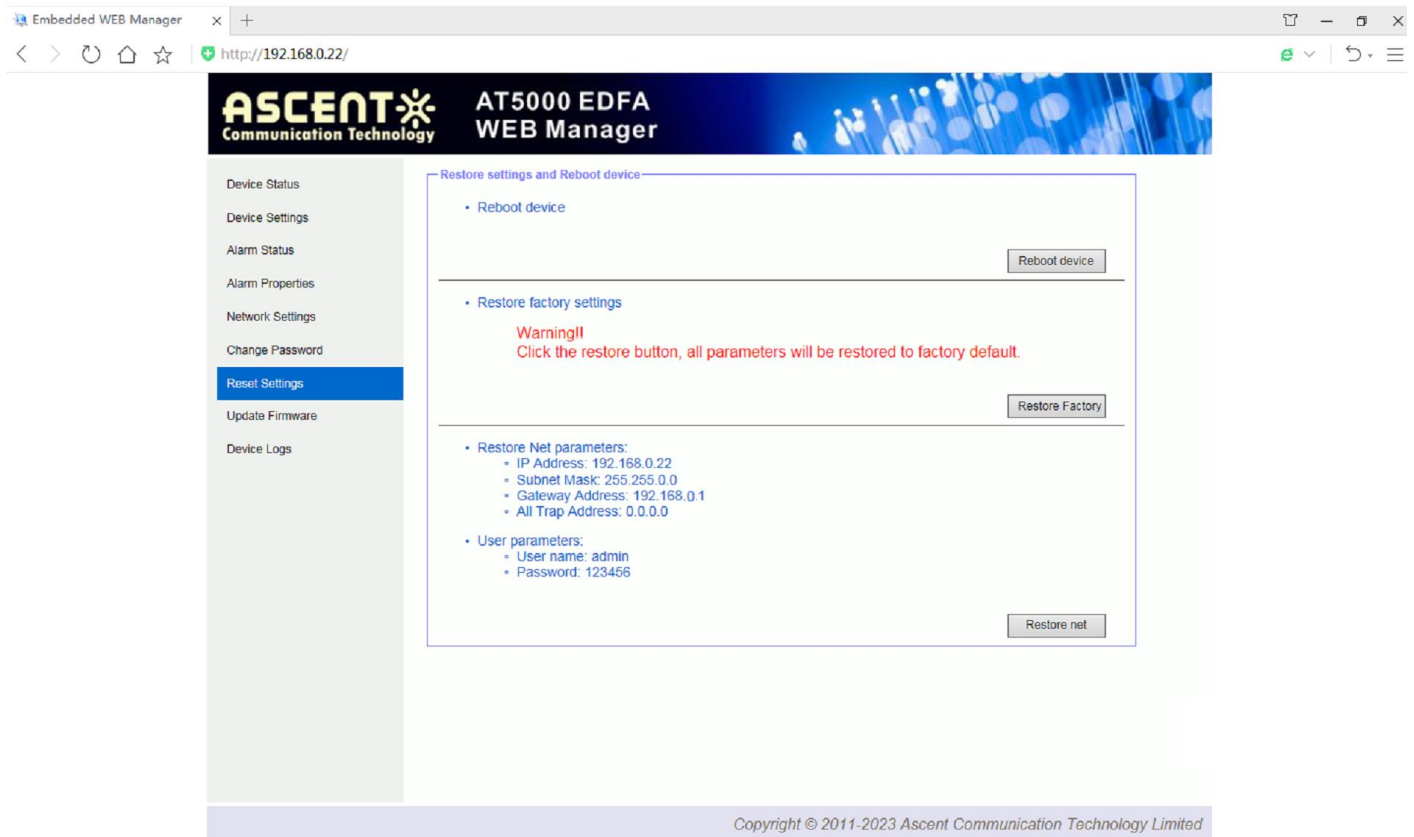 Embedded WEB Manager
http://192.168.0.22/
ASCENT
Communication Technology
AT5000 EDFA
WEB Manager
Device Status
Device Settings
Alarm Status
Alarm Properties
Network Settings
Change Password
Reset Settings
Update Firmware
Device Logs
Restore settings and Reboot device
• Reboot device
Reboot device
• Restore factory settings
Warning!!
Click the restore button, all parameters will be restored to factory default.
Restore Factory
• Restore Net parameters:
∘ IP Address: 192.168.0.22
∘ Subnet Mask: 255.255.0.0
∘ Gateway Address: 192.168.0.1
∘ All Trap Address: 0.0.0.0
• User parameters:
∘ User name: admin
∘ Password: 123456
Restore net
Copyright © 2011-2023 Ascent Communication Technology Limited